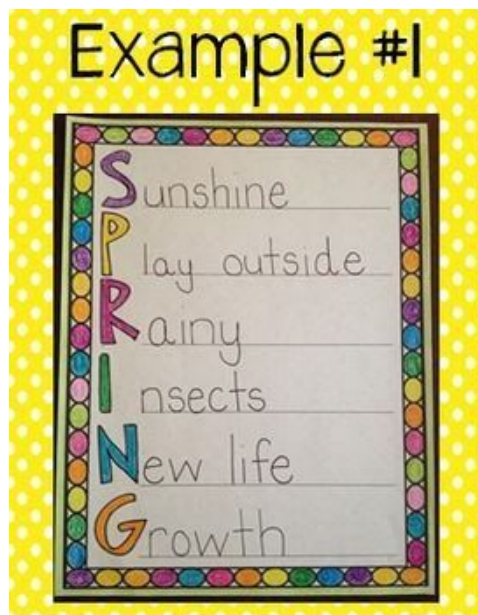 Example #1
Sunshine
Play outside
Rainy
Insects
New life
Growth